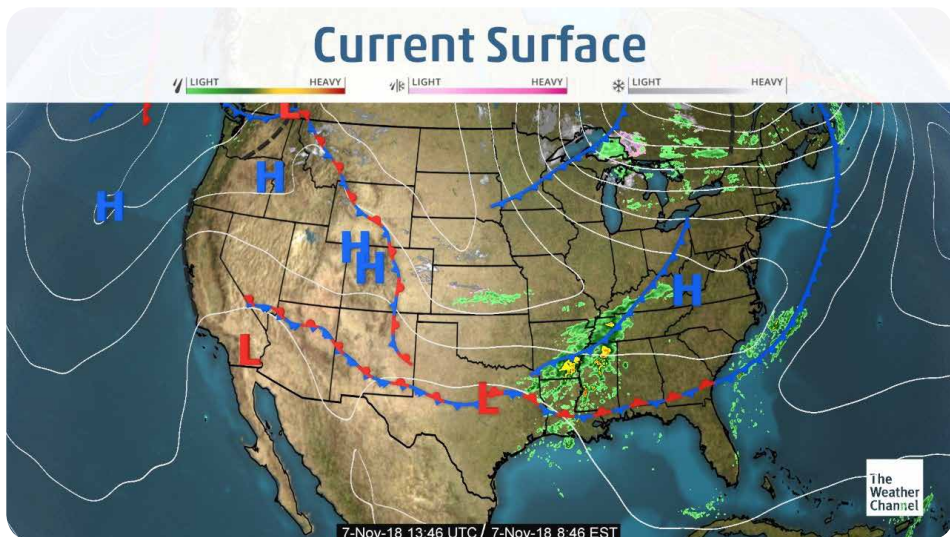 Current Surface
LIGHT HEAVY LIGHT HEAVY LIGHT HEAVY
L
H
H
H
H
H
L
L
The
Weather
Channel
7-Nov-18 13:46 UTC / 7-Nov-18 8:46 EST